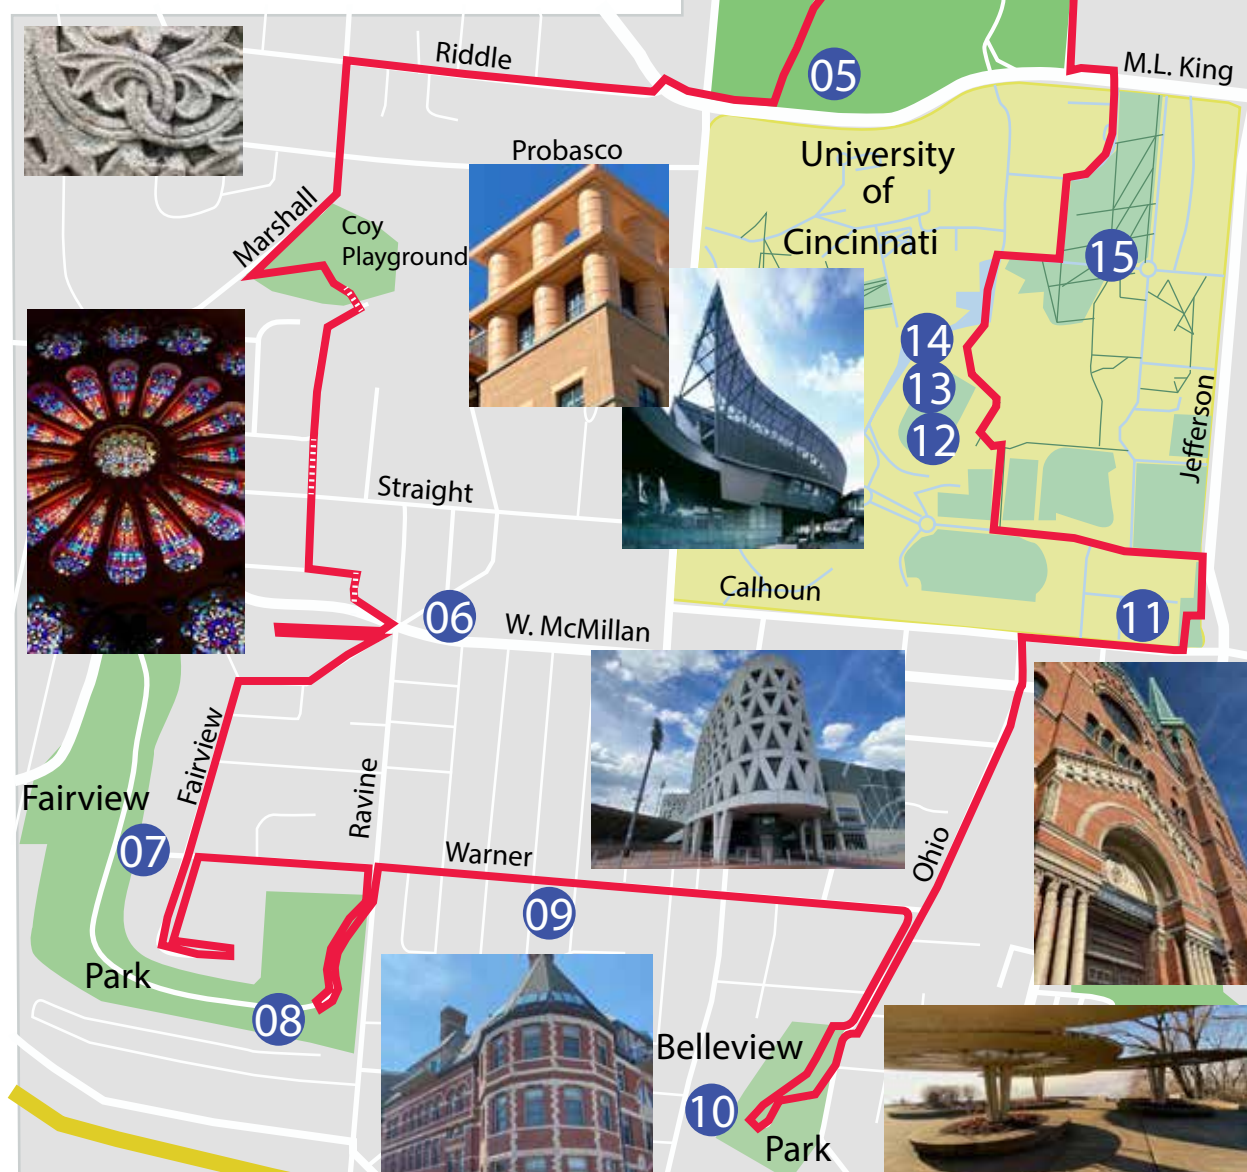 Riddle
M.L. King
05
Probasco
University
of
Cincinnati
Marshall
Coy
Playground
15
14
13
12
Jefferson
Straight
Calhoun
06
W. McMillan
11
Fairview
Fairview
Ravine
07
Warner
Ohio
09
Park
08
Belleview
10
Park